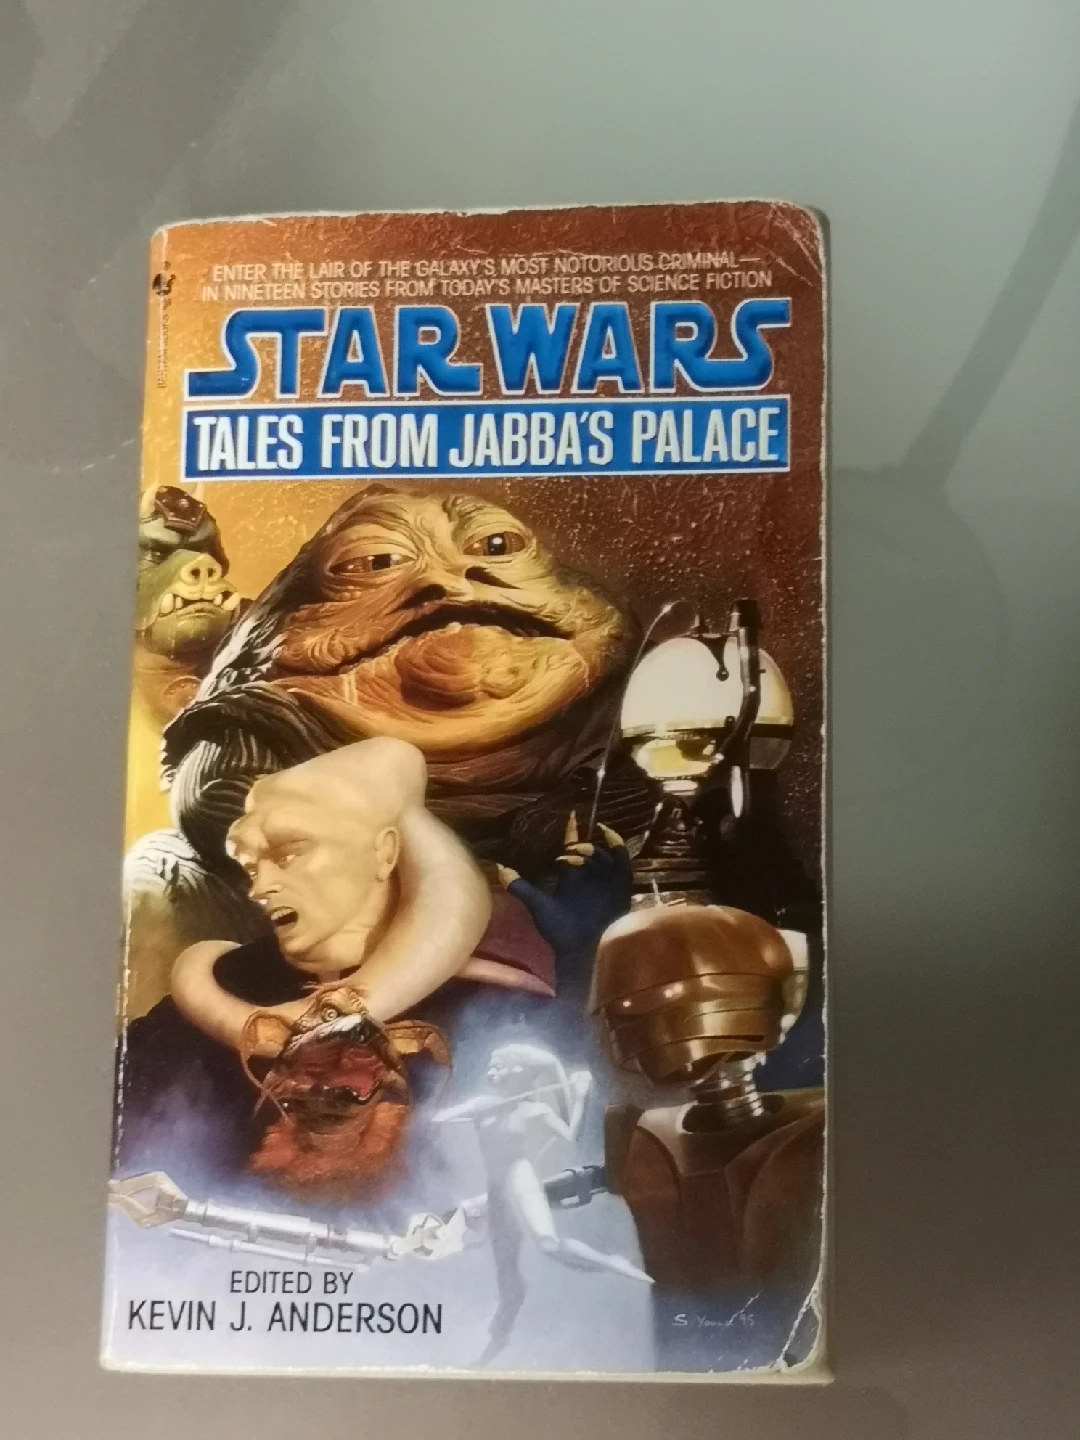 ENTER THE LAIR OF THE GALAXY'S MOST NOTORIOUS CRIMINAL—
IN NINETEEN STORIES FROM TODAY'S MASTERS OF SCIENCE FICTION
STAR WARS
TALES FROM JABBA'S PALACE
EDITED BY
KEVIN J. ANDERSON